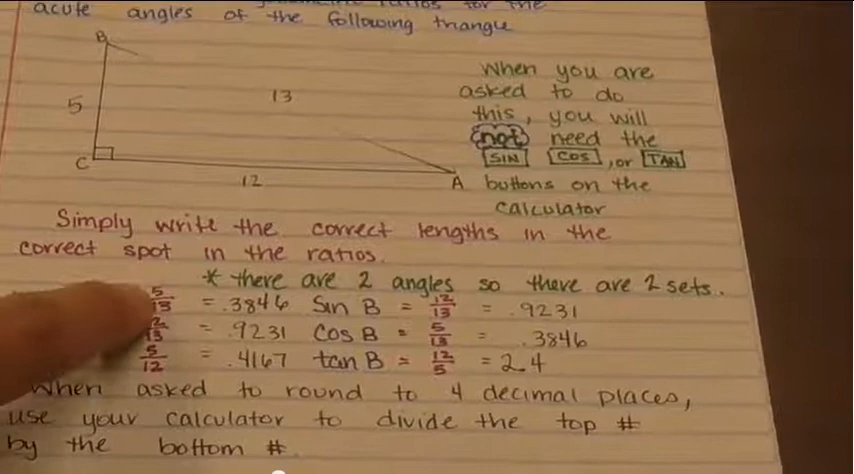 for the
acute angles of the following triangle
B
5
13
C
12
A
When you are
asked to do
this, you will
not need the
SIN COS, or TAN
buttons on the
calculator
Simply write the correct lengths in the
correct spot in the ratios.
* there are 2 angles so there are 2 sets.
5/13 = .3846 Sin B = 12/13 = .9231
= .9231 Cos B = 5/13 = .3846
5/12 = .4167 tan B = 12/5 = 2.4
When asked to round to 4 decimal places,
use your calculator to divide the top #
by the bottom #.